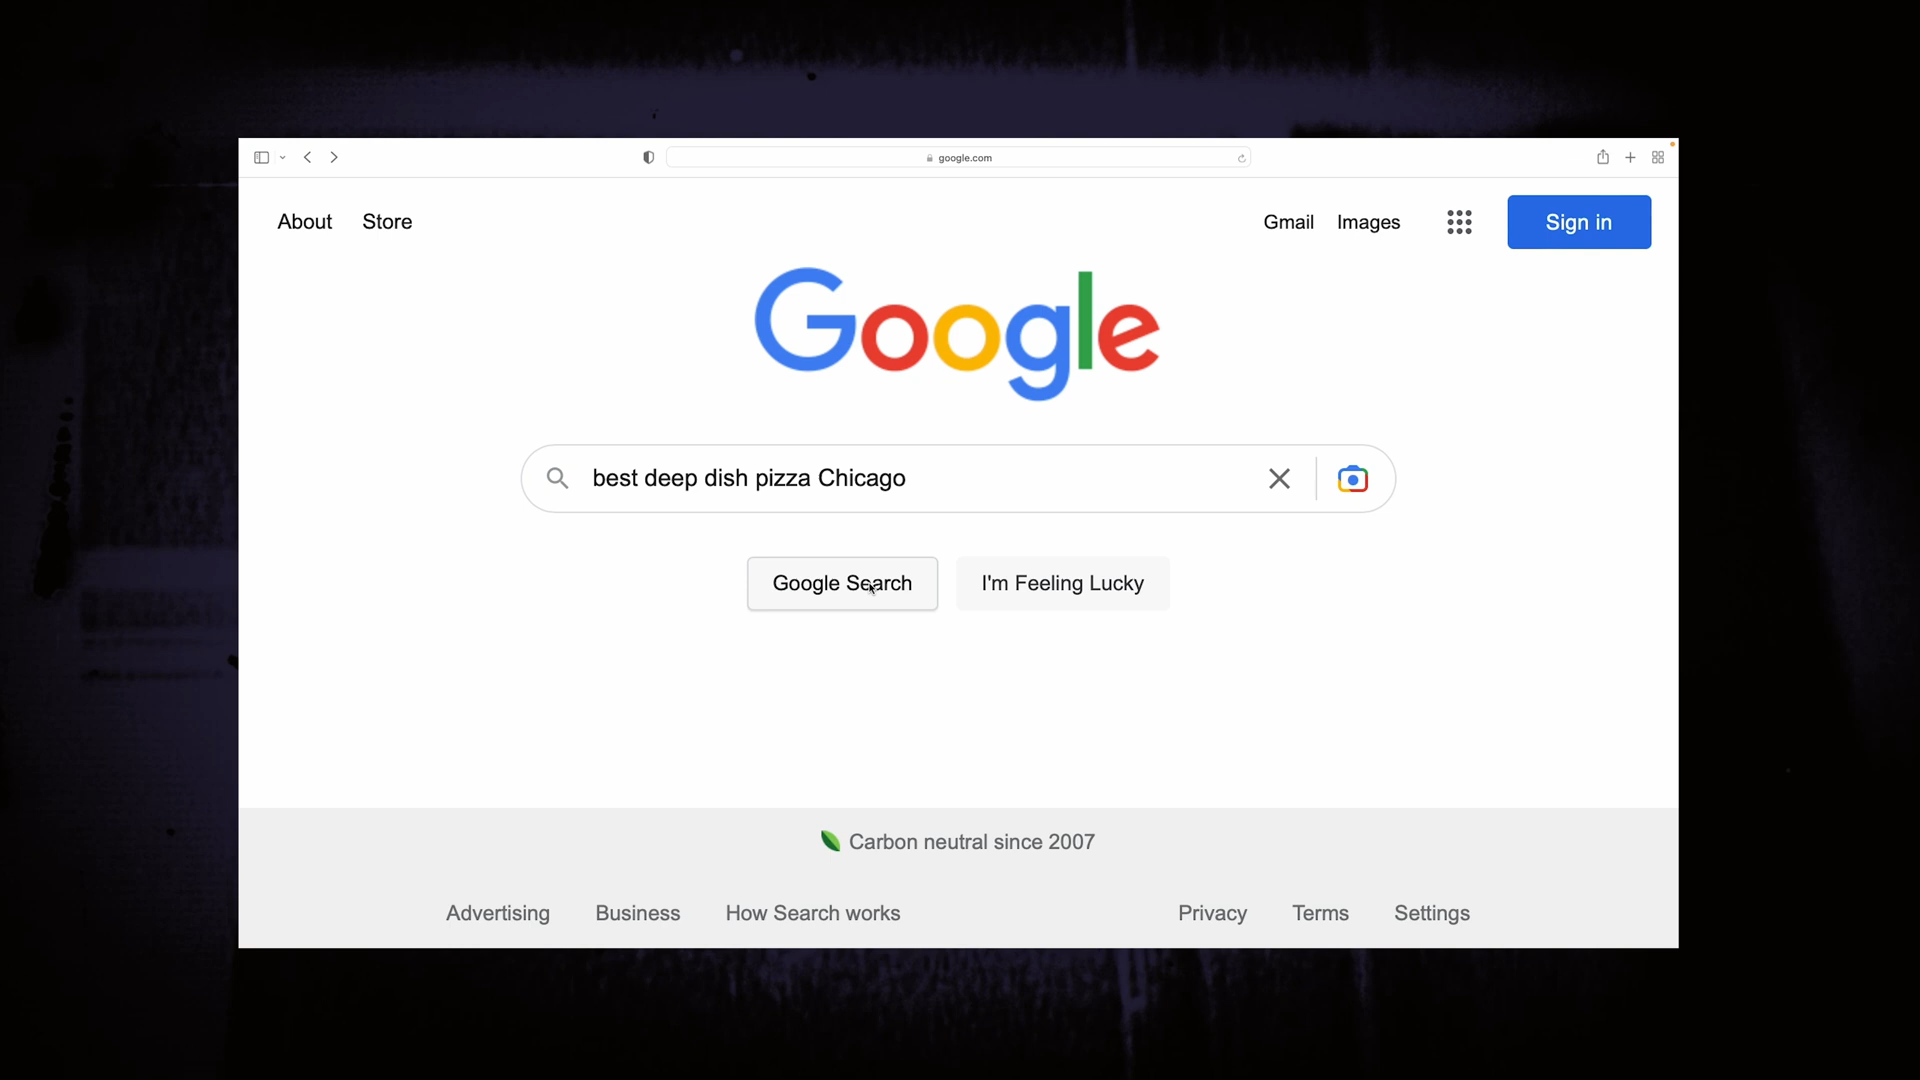 google.com
About Store Gmail Images Sign in
Google
best deep dish pizza Chicago
Google Search I'm Feeling Lucky
Carbon neutral since 2007
Advertising Business How Search works Privacy Terms Settings